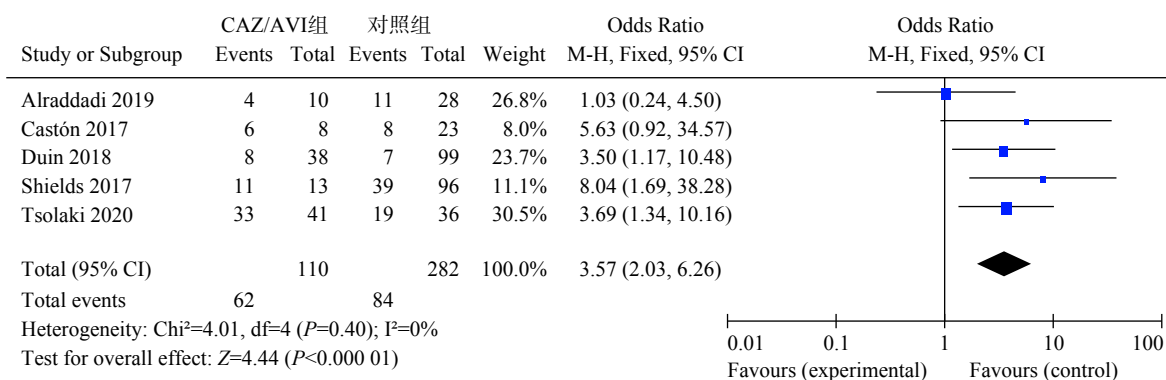 CAZ/AVI组 对照组 Odds Ratio Odds Ratio
Study or Subgroup Events Total Events Total Weight M-H, Fixed, 95% CI M-H, Fixed, 95% CI
Alraddadi 2019 4 10 11 28 26.8% 1.03 (0.24, 4.50)
Castón 2017 6 8 8 23 8.0% 5.63 (0.92, 34.57)
Duin 2018 8 38 7 99 23.7% 3.50 (1.17, 10.48)
Shields 2017 11 13 39 96 11.1% 8.04 (1.69, 38.28)
Tsolaki 2020 33 41 19 36 30.5% 3.69 (1.34, 10.16)
Total (95% CI) 110 282 100.0% 3.57 (2.03, 6.26)
Total events 62 84
Heterogeneity: Chi²=4.01, df=4 (P=0.40); I²=0%
Test for overall effect: Z=4.44 (P<0.000 01)
0.01 0.1 1 10 100
Favours (experimental) Favours (control)